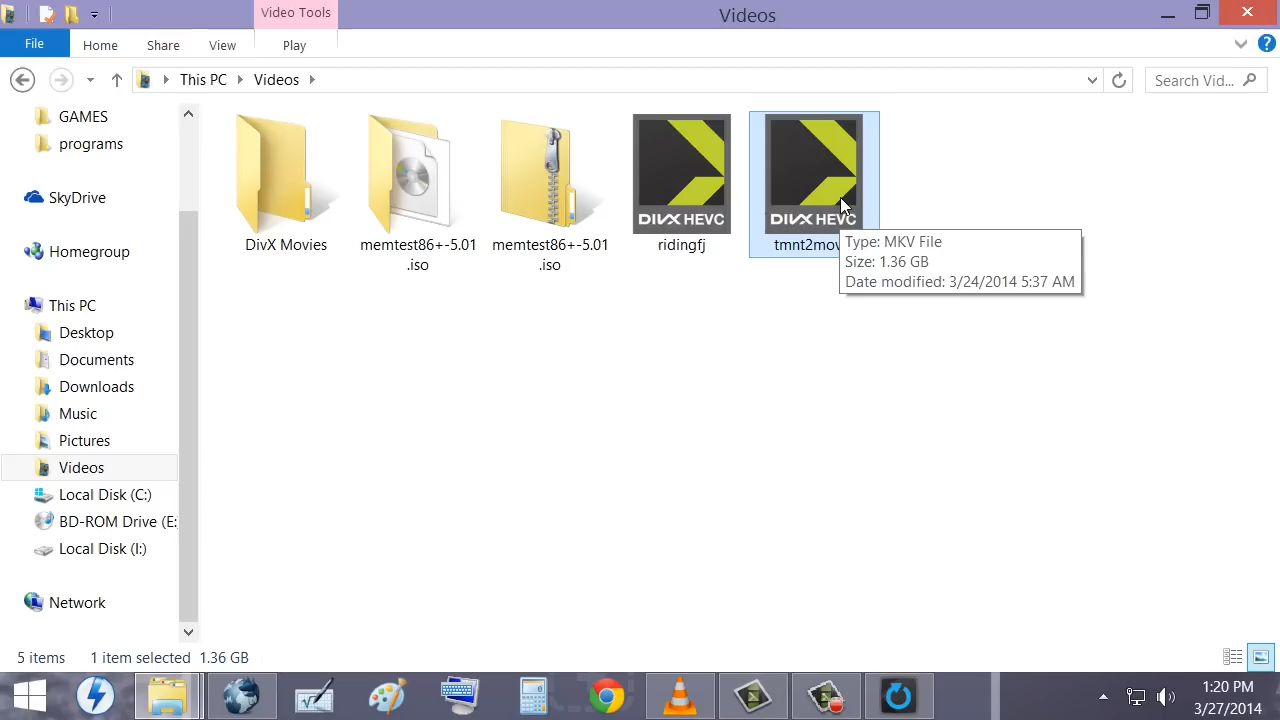 Video Tools
Videos
File
Home
Share
View
Play
This PC
Videos
Search Vid...
GAMES
programs
SkyDrive
Homegroup
This PC
Desktop
Documents
Downloads
Music
Pictures
Videos
Local Disk (C:)
BD-ROM Drive (E:
Local Disk (I:)
Network
DIVX HEVC
DIVX HEVC
DivX Movies
memtest86+-5.01
.iso
memtest86+-5.01
.iso
ridingfj
tmnt2mov
Type: MKV File
Size: 1.36 GB
Date modified: 3/24/2014 5:37 AM
5 items
1 item selected 1.36 GB
1:20 PM
3/27/2014